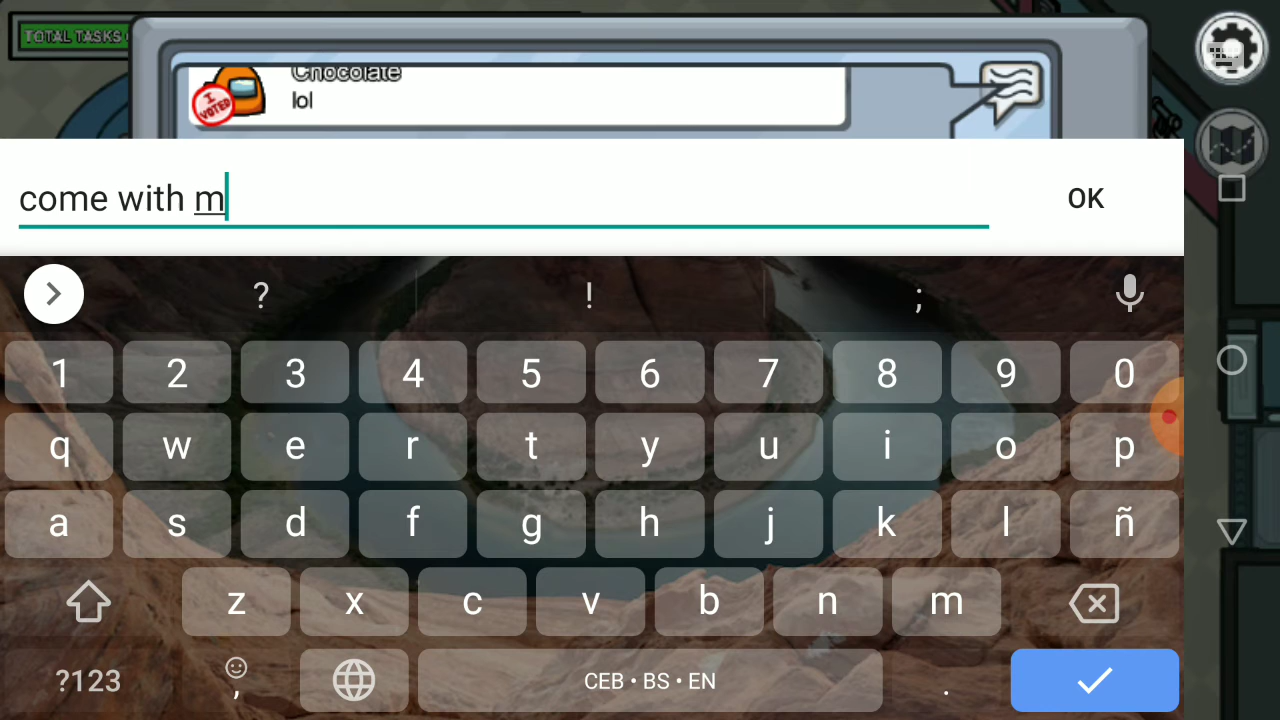 TOTAL TASKS
Chocolate
I VOTED
lol
come with m
OK
? ! ;
1 2 3 4 5 6 7 8 9 0
q w e r t y u i o p
a s d f g h j k l ñ
z x c v b n m
?123 , CEB • BS • EN .